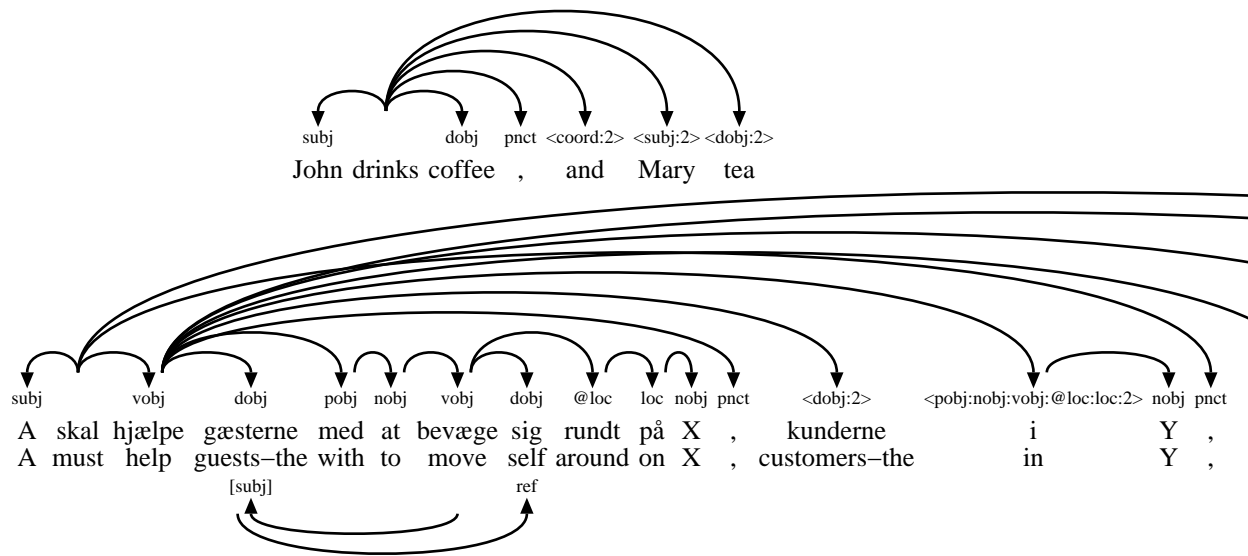 subj dobj pnct <coord:2> <subj:2> <dobj:2>
John drinks coffee , and Mary tea
subj vobj dobj pobj nobj vobj dobj @loc loc nobj pnct <dobj:2> <pobj:nobj:vobj:@loc:loc:2> nobj pnct
A skal hjælpe gæsterne med at bevæge sig rundt på X , kunderne i Y ,
A must help guests−the with to move self around on X , customers−the in Y ,
[subj] ref